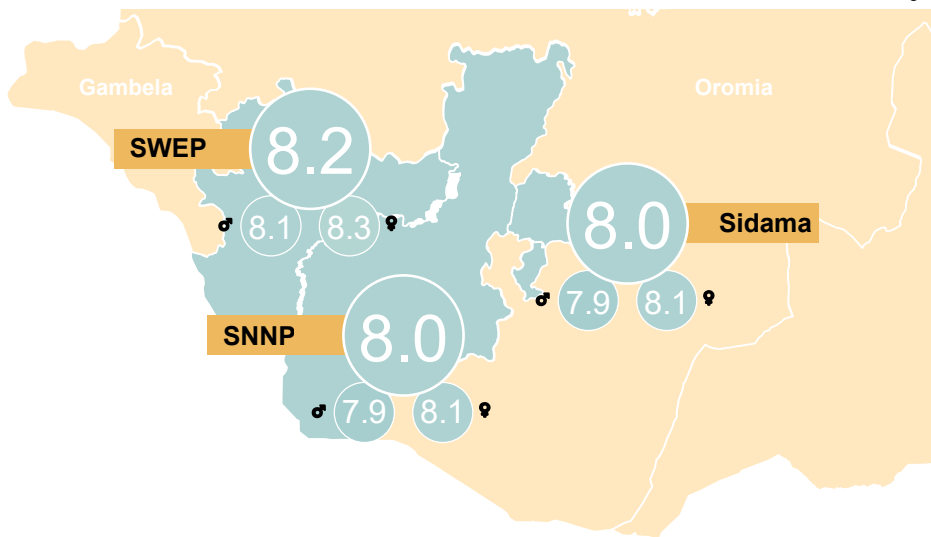 Gambela
Oromia
SWEP
8.2
♂ 8.1 8.3 ♀
8.0
Sidama
♂ 7.9 8.1 ♀
SNNP
8.0
♂ 7.9 8.1 ♀